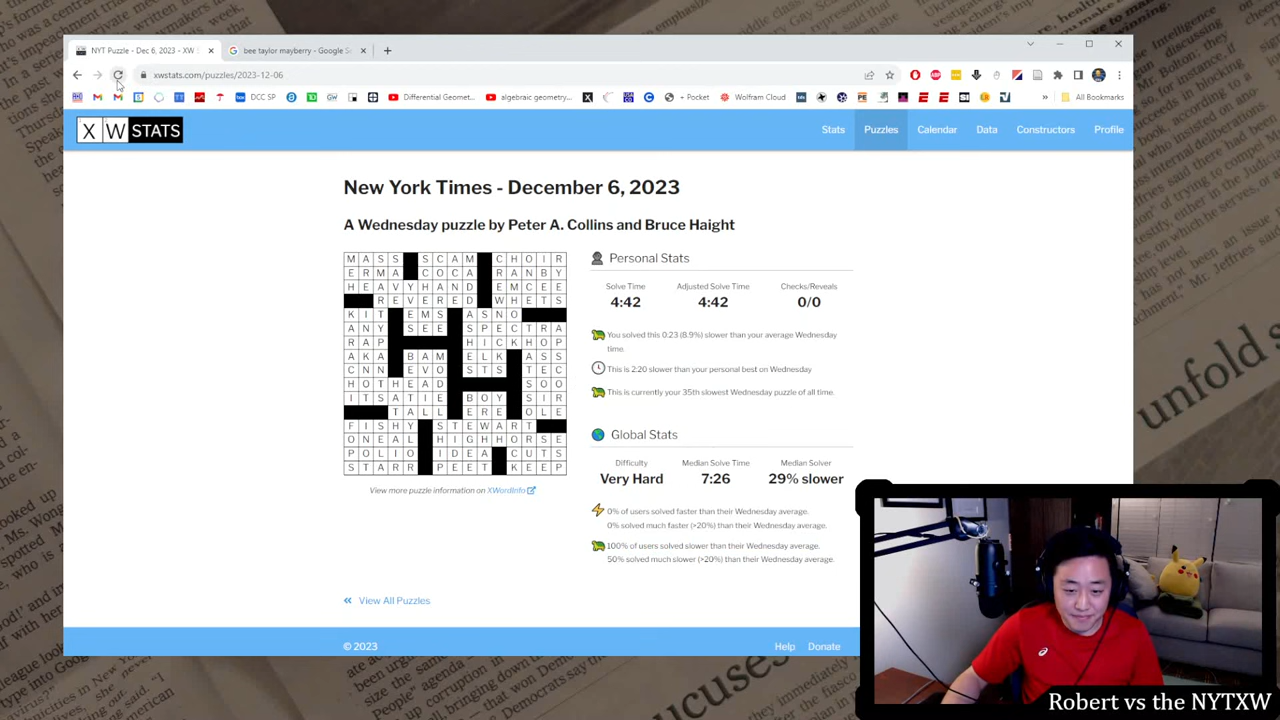 NYT Puzzle - Dec 6, 2023 - XW S
bee taylor mayberry - Google Se
xwstats.com/puzzles/2023-12-06
DCC SP
Differential Geomet...
algebraic geometry...
+ Pocket
Wolfram Cloud
All Bookmarks
X W STATS
Stats
Puzzles
Calendar
Data
Constructors
Profile
New York Times - December 6, 2023
A Wednesday puzzle by Peter A. Collins and Bruce Haight
M A S S S C A M C H O I R
E R M A C O C A R A N B Y
H E A V Y H A N D E M C E E
R E V E R E D W H E T S
K I T E M S A S N O
A N Y S E E S P E C T R A
R A P H I C K H O P
A K A B A M E L K A S S
C N N E V O S T S T E C
H O T H E A D S O O
I T S A T I E B O Y S I R
T A L L E R E O L E
F I S H Y S T E W A R T
O N E A L H I G H H O R S E
P O L I O I D E A C U T S
S T A R R P E E T K E E P
View more puzzle information on XWordInfo
Personal Stats
Solve Time
4:42
Adjusted Solve Time
4:42
Checks/Reveals
0/0
You solved this 0:23 (8.9%) slower than your average Wednesday
time.
This is 2:20 slower than your personal best on Wednesday
This is currently your 35th slowest Wednesday puzzle of all time.
Global Stats
Difficulty
Very Hard
Median Solve Time
7:26
Median Solver
29% slower
0% of users solved faster than their Wednesday average.
0% solved much faster (>20%) than their Wednesday average.
100% of users solved slower than their Wednesday average.
50% solved much slower (>20%) than their Wednesday average.
View All Puzzles
© 2023
Help
Donate
unfold.
Robert vs the NYTXW